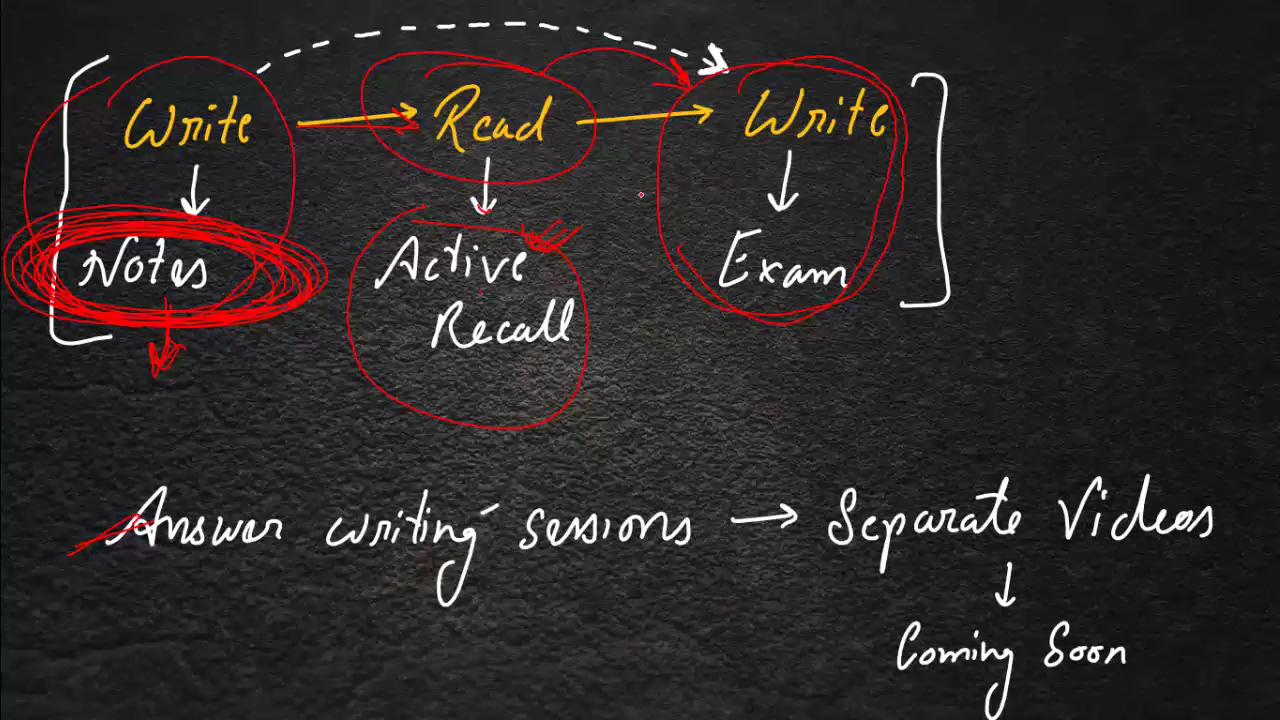 Write → Read → Write
Notes Active Exam
Recall
Answer writing sessions → Separate Videos
Coming Soon